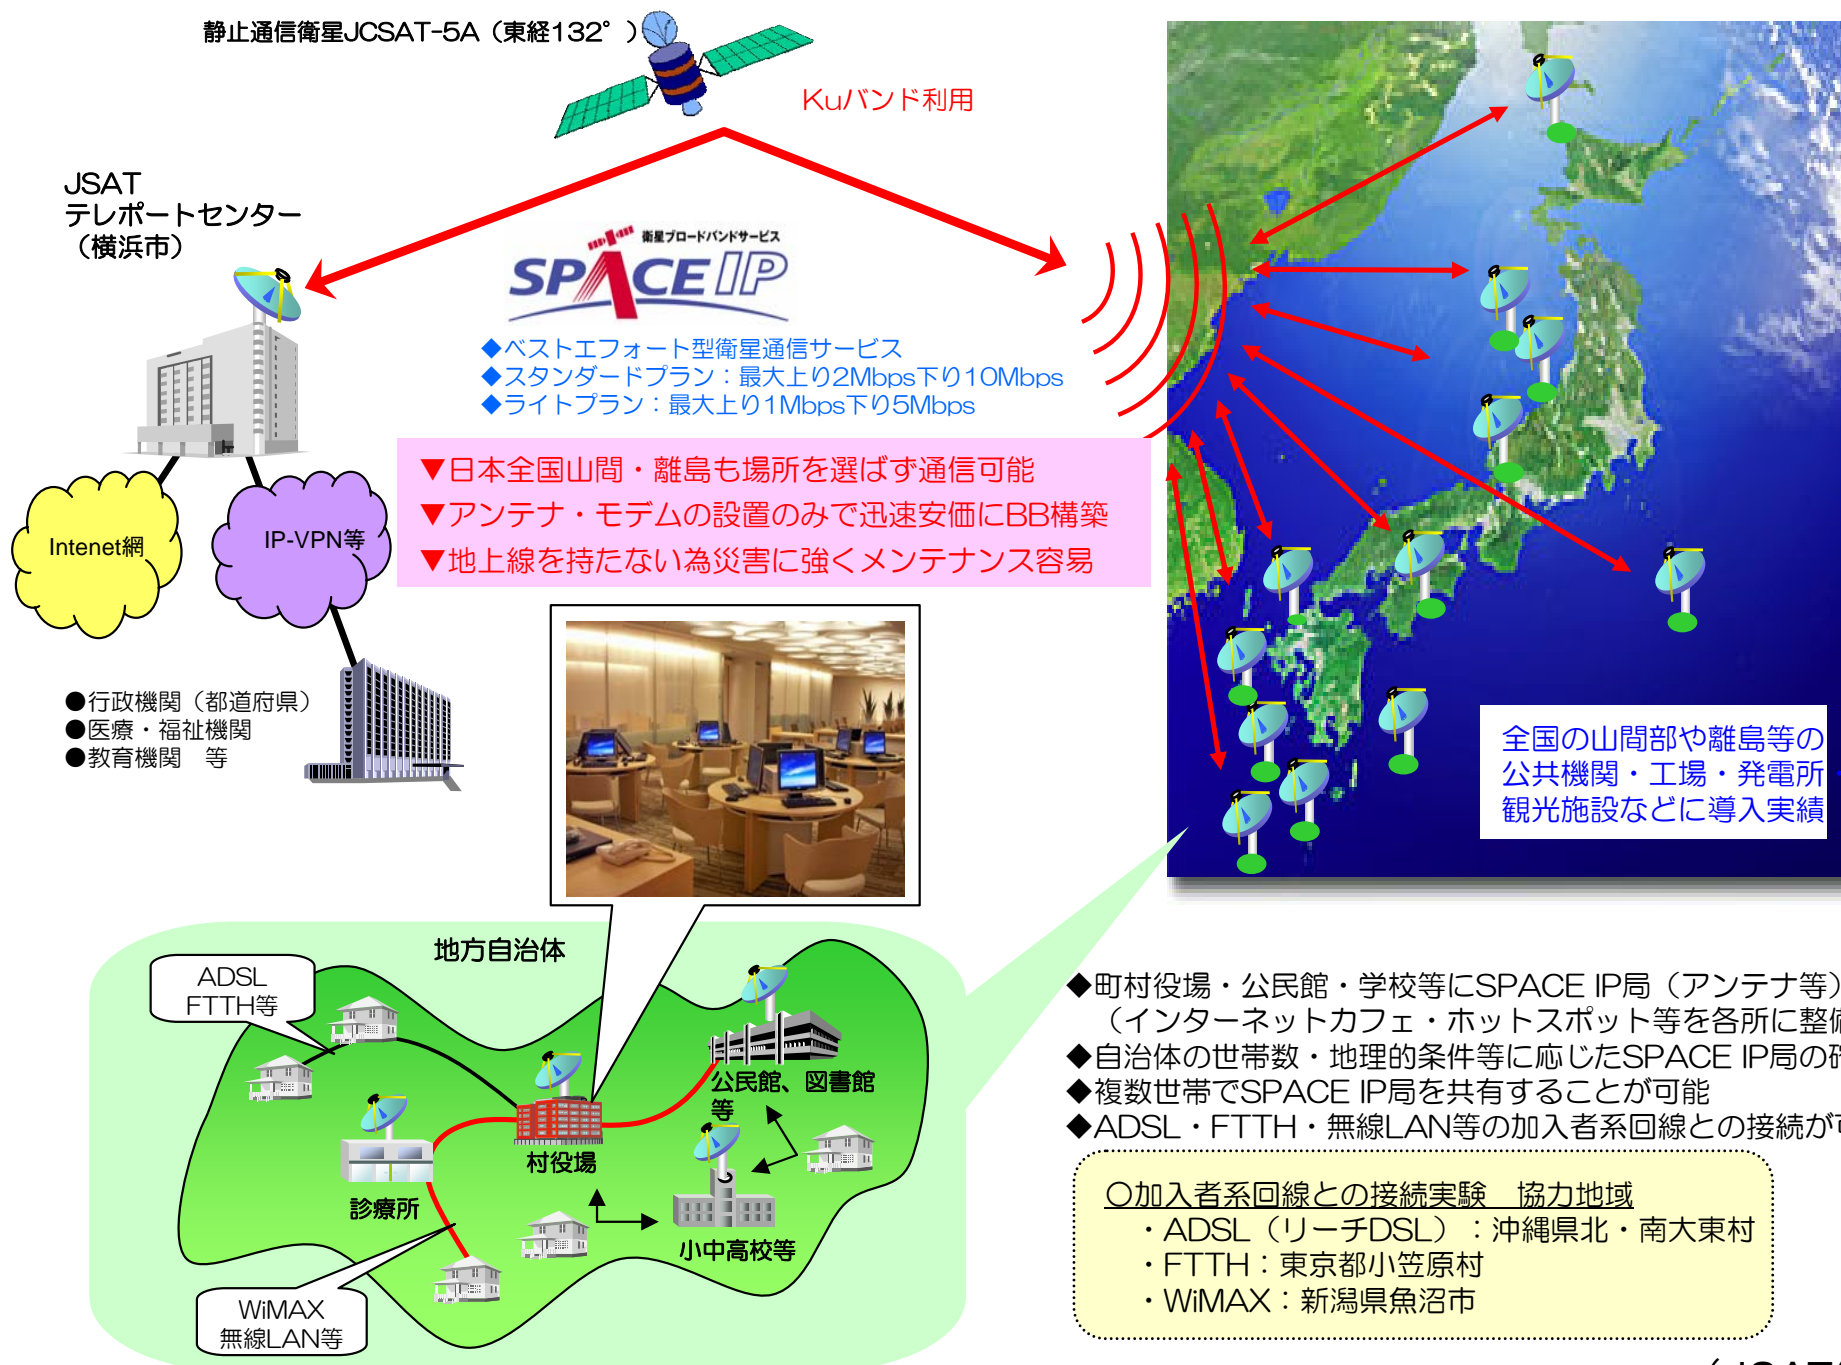 静止通信衛星JCSAT-5A（東経132°）
Kuバンド利用
JSAT
テレポートセンター
（横浜市）
衛星ブロードバンドサービス
SPACE IP
◆ベストエフォート型衛星通信サービス
◆スタンダードプラン：最大上り2Mbps下り10Mbps
◆ライトプラン：最大上り1Mbps下り5Mbps
▼日本全国山間・離島も場所を選ばず通信可能
▼アンテナ・モデムの設置のみで迅速安価にBB構築
▼地上線を持たない為災害に強くメンテナンス容易
Intenet網
IP-VPN等
●行政機関（都道府県）
●医療・福祉機関
●教育機関　等
全国の山間部や離島等の
公共機関・工場・発電所・
観光施設などに導入実績
地方自治体
ADSL
FTTH等
公民館、図書館
等
村役場
診療所
小中高校等
WiMAX
無線LAN等
◆町村役場・公民館・学校等にSPACE IP局（アンテナ等）
（インターネットカフェ・ホットスポット等を各所に整
◆自治体の世帯数・地理的条件等に応じたSPACE IP局の
◆複数世帯でSPACE IP局を共有することが可能
◆ADSL・FTTH・無線LAN等の加入者系回線との接続が
〇加入者系回線との接続実験　協力地域
・ADSL（リーチDSL）：沖縄県北・南大東村
・FTTH：東京都小笠原村
・WiMAX：新潟県魚沼市